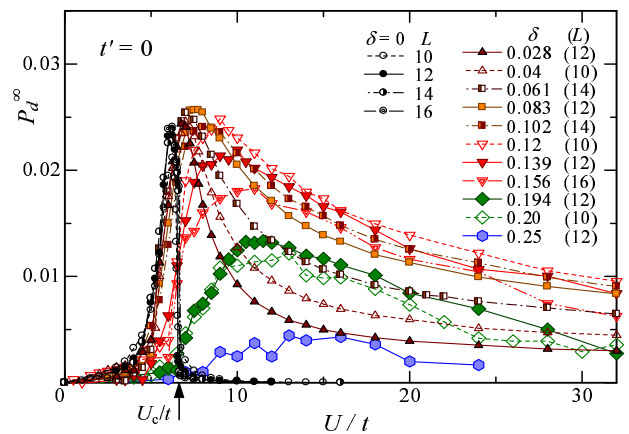 t′ = 0
δ = 0 L
10
12
14
16
δ (L)
0.028 (12)
0.04 (10)
0.061 (14)
0.083 (12)
0.102 (14)
0.12 (10)
0.139 (12)
0.156 (16)
0.194 (12)
0.20 (10)
0.25 (12)
P_d^∞
0.03
0.02
0.01
0
0 10 20 30
U_c/t
U / t